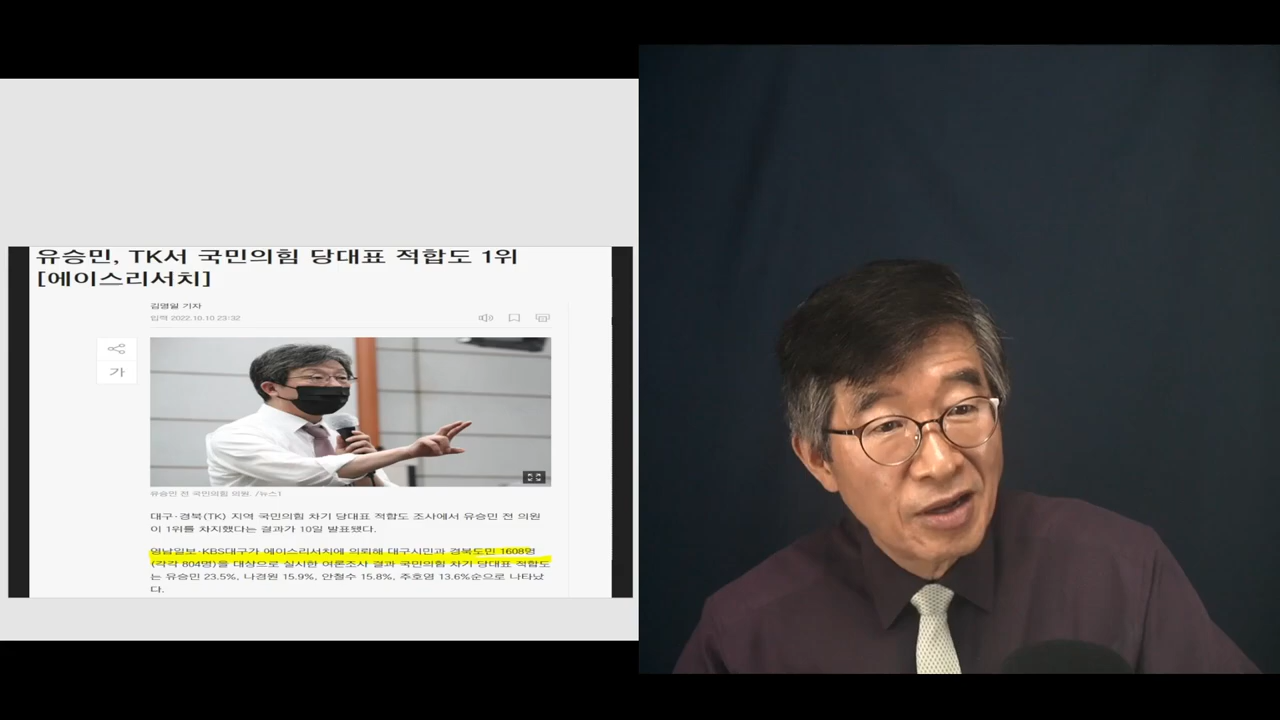 유승민, TK서 국민의힘 당대표 적합도 1위
[에이스리서치]
김명일 기자
입력 2022.10.10 23:32
가
유승민 전 국민의힘 의원. /뉴스1
대구·경북(TK) 지역 국민의힘 차기 당대표 적합도 조사에서 유승민 전 의원
이 1위를 차지했다는 결과가 10일 발표됐다.
영남일보·KBS대구가 에이스리서치에 의뢰해 대구시민과 경북도민 1608명
(각각 804명)을 대상으로 실시한 여론조사 결과 국민의힘 차기 당대표 적합도
는 유승민 23.5%, 나경원 15.9%, 안철수 15.8%, 주호영 13.6%순으로 나타났
다.